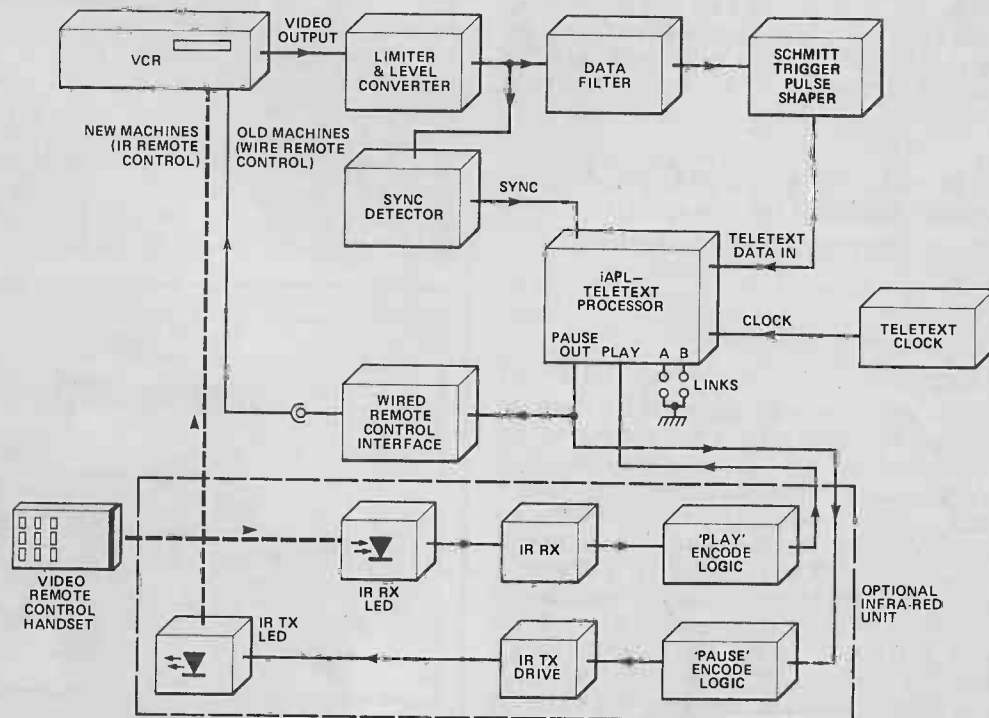 VIDEO
OUTPUT
VCR
LIMITER
& LEVEL
CONVERTER
DATA
FILTER
SCHMITT
TRIGGER
PULSE
SHAPER
NEW MACHINES
(IR REMOTE
CONTROL)
OLD MACHINES
(WIRE REMOTE
CONTROL)
SYNC
DETECTOR
SYNC
TELETEXT
DATA IN
iAPL–
TELETEXT
PROCESSOR
CLOCK
TELETEXT
CLOCK
PAUSE
OUT PLAY A B
LINKS
WIRED
REMOTE
CONTROL
INTERFACE
VIDEO
REMOTE
CONTROL
HANDSET
IR RX
LED
IR RX
'PLAY'
ENCODE
LOGIC
OPTIONAL
INFRA-RED
UNIT
IR TX
LED
IR TX
DRIVE
'PAUSE'
ENCODE
LOGIC